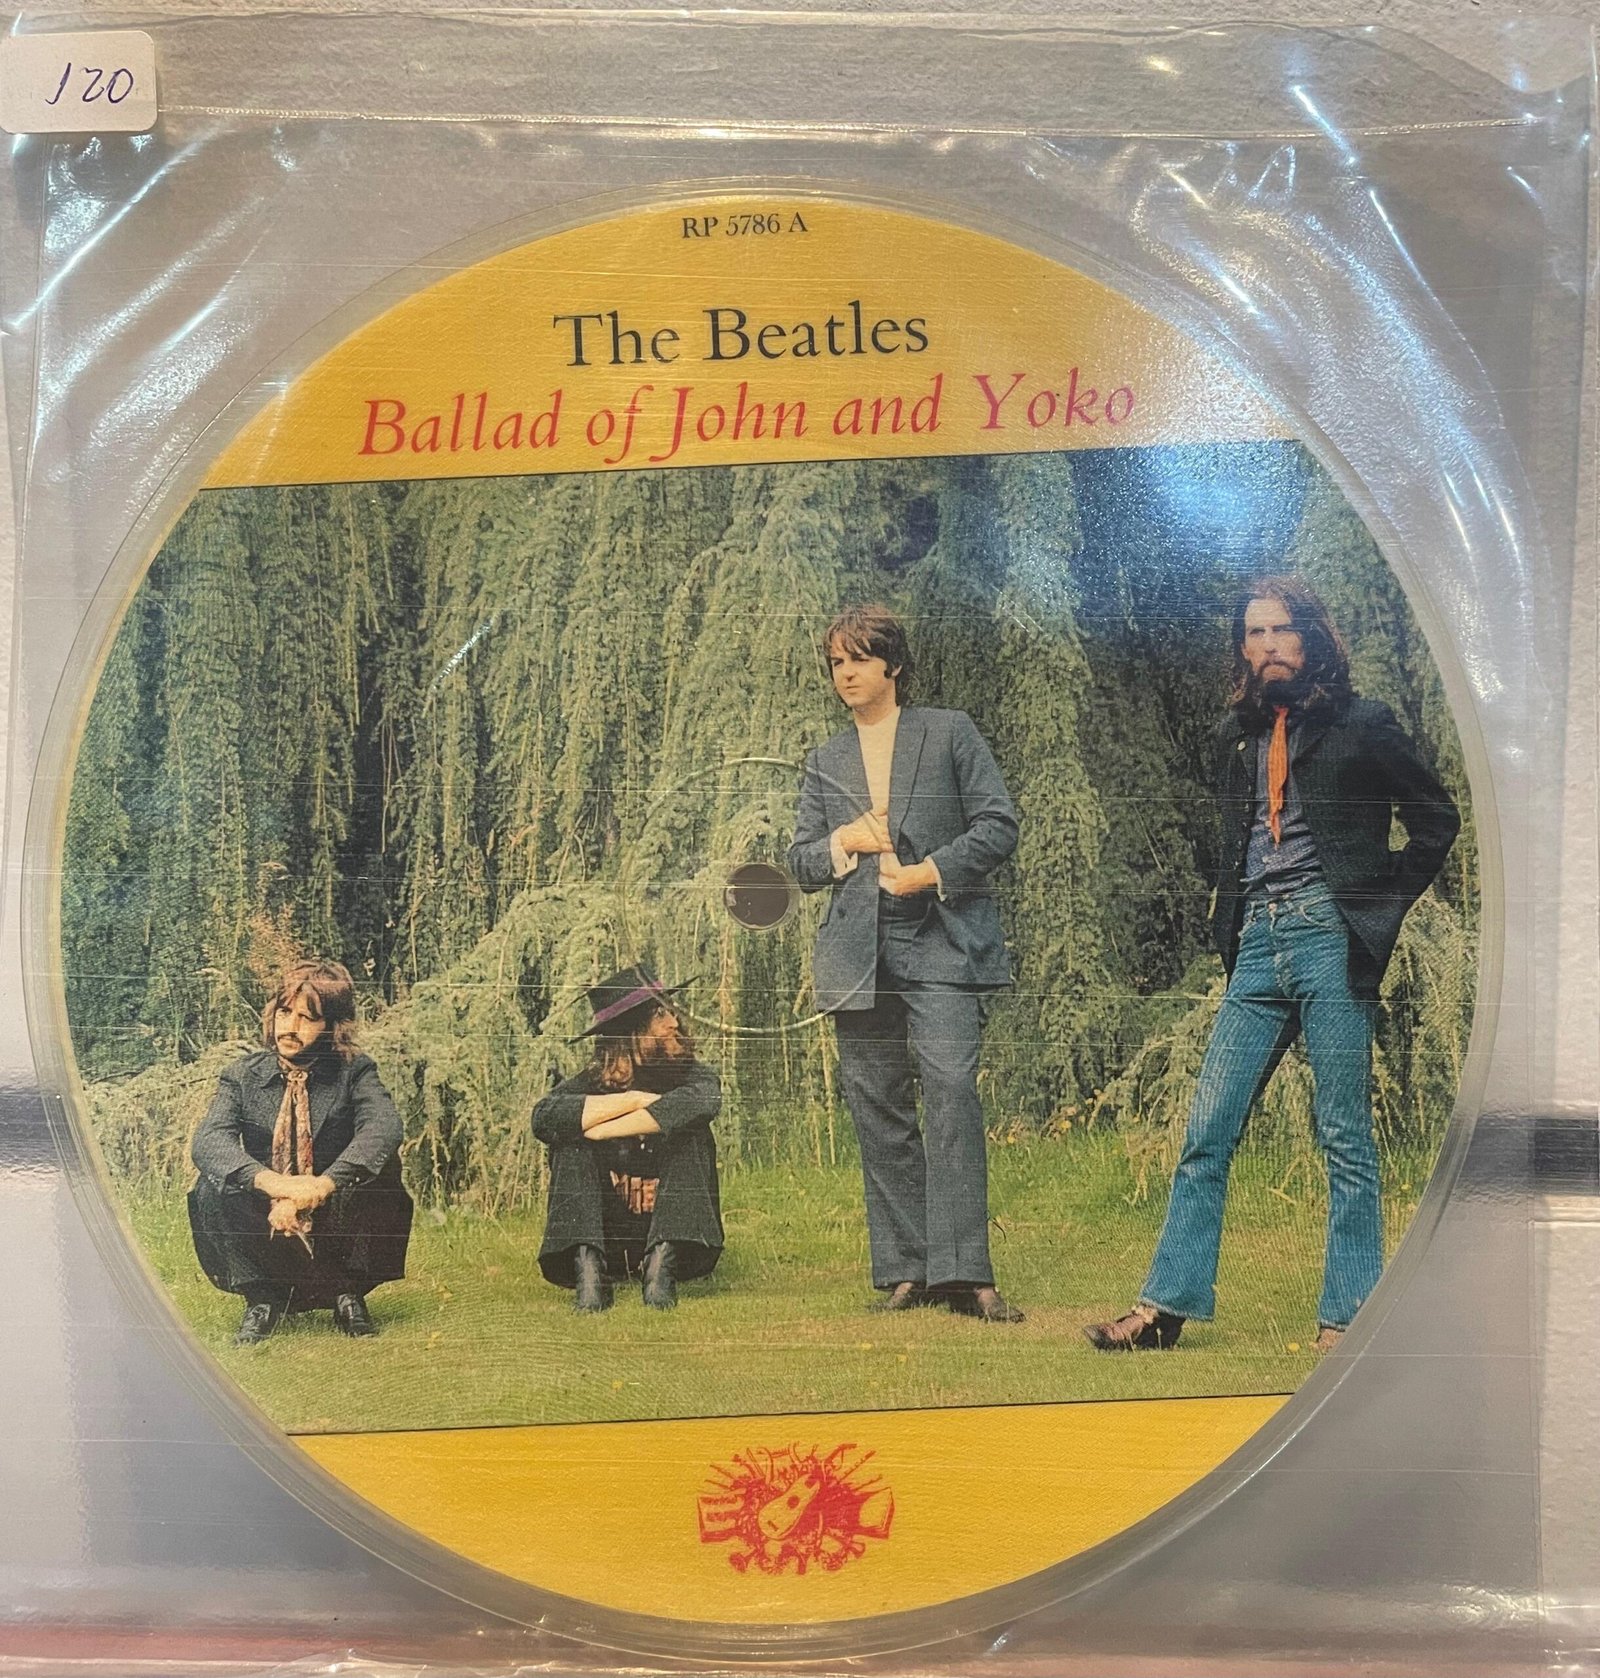 120
RP 5786 A
The Beatles
Ballad of John and Yoko